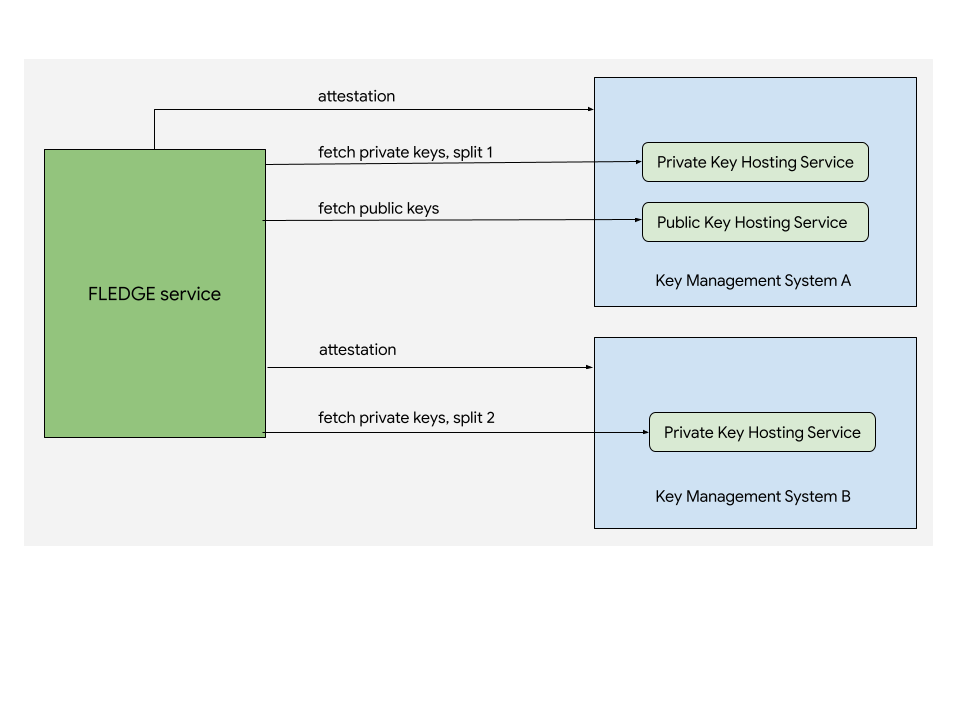 attestation
fetch private keys, split 1
Private Key Hosting Service
fetch public keys
Public Key Hosting Service
Key Management System A
FLEDGE service
attestation
fetch private keys, split 2
Private Key Hosting Service
Key Management System B